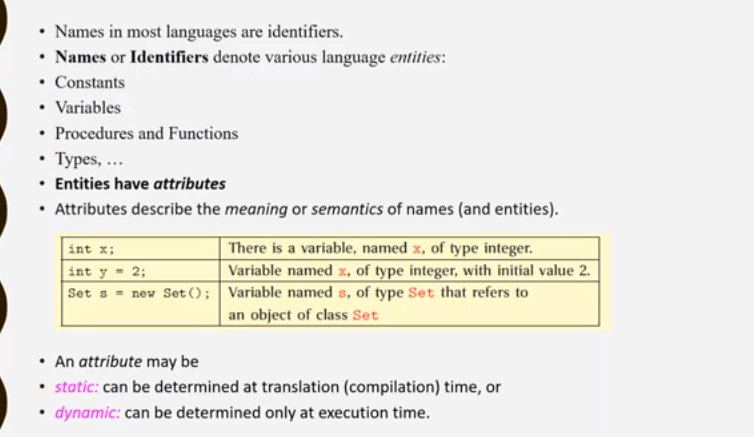 • Names in most languages are identifiers.
• Names or Identifiers denote various language entities:
• Constants
• Variables
• Procedures and Functions
• Types, …
• Entities have attributes
• Attributes describe the meaning or semantics of names (and entities).
int x; There is a variable, named x, of type integer.
int y = 2; Variable named x, of type integer, with initial value 2.
Set s = new Set(); Variable named s, of type Set that refers to
an object of class Set
• An attribute may be
• static: can be determined at translation (compilation) time, or
• dynamic: can be determined only at execution time.